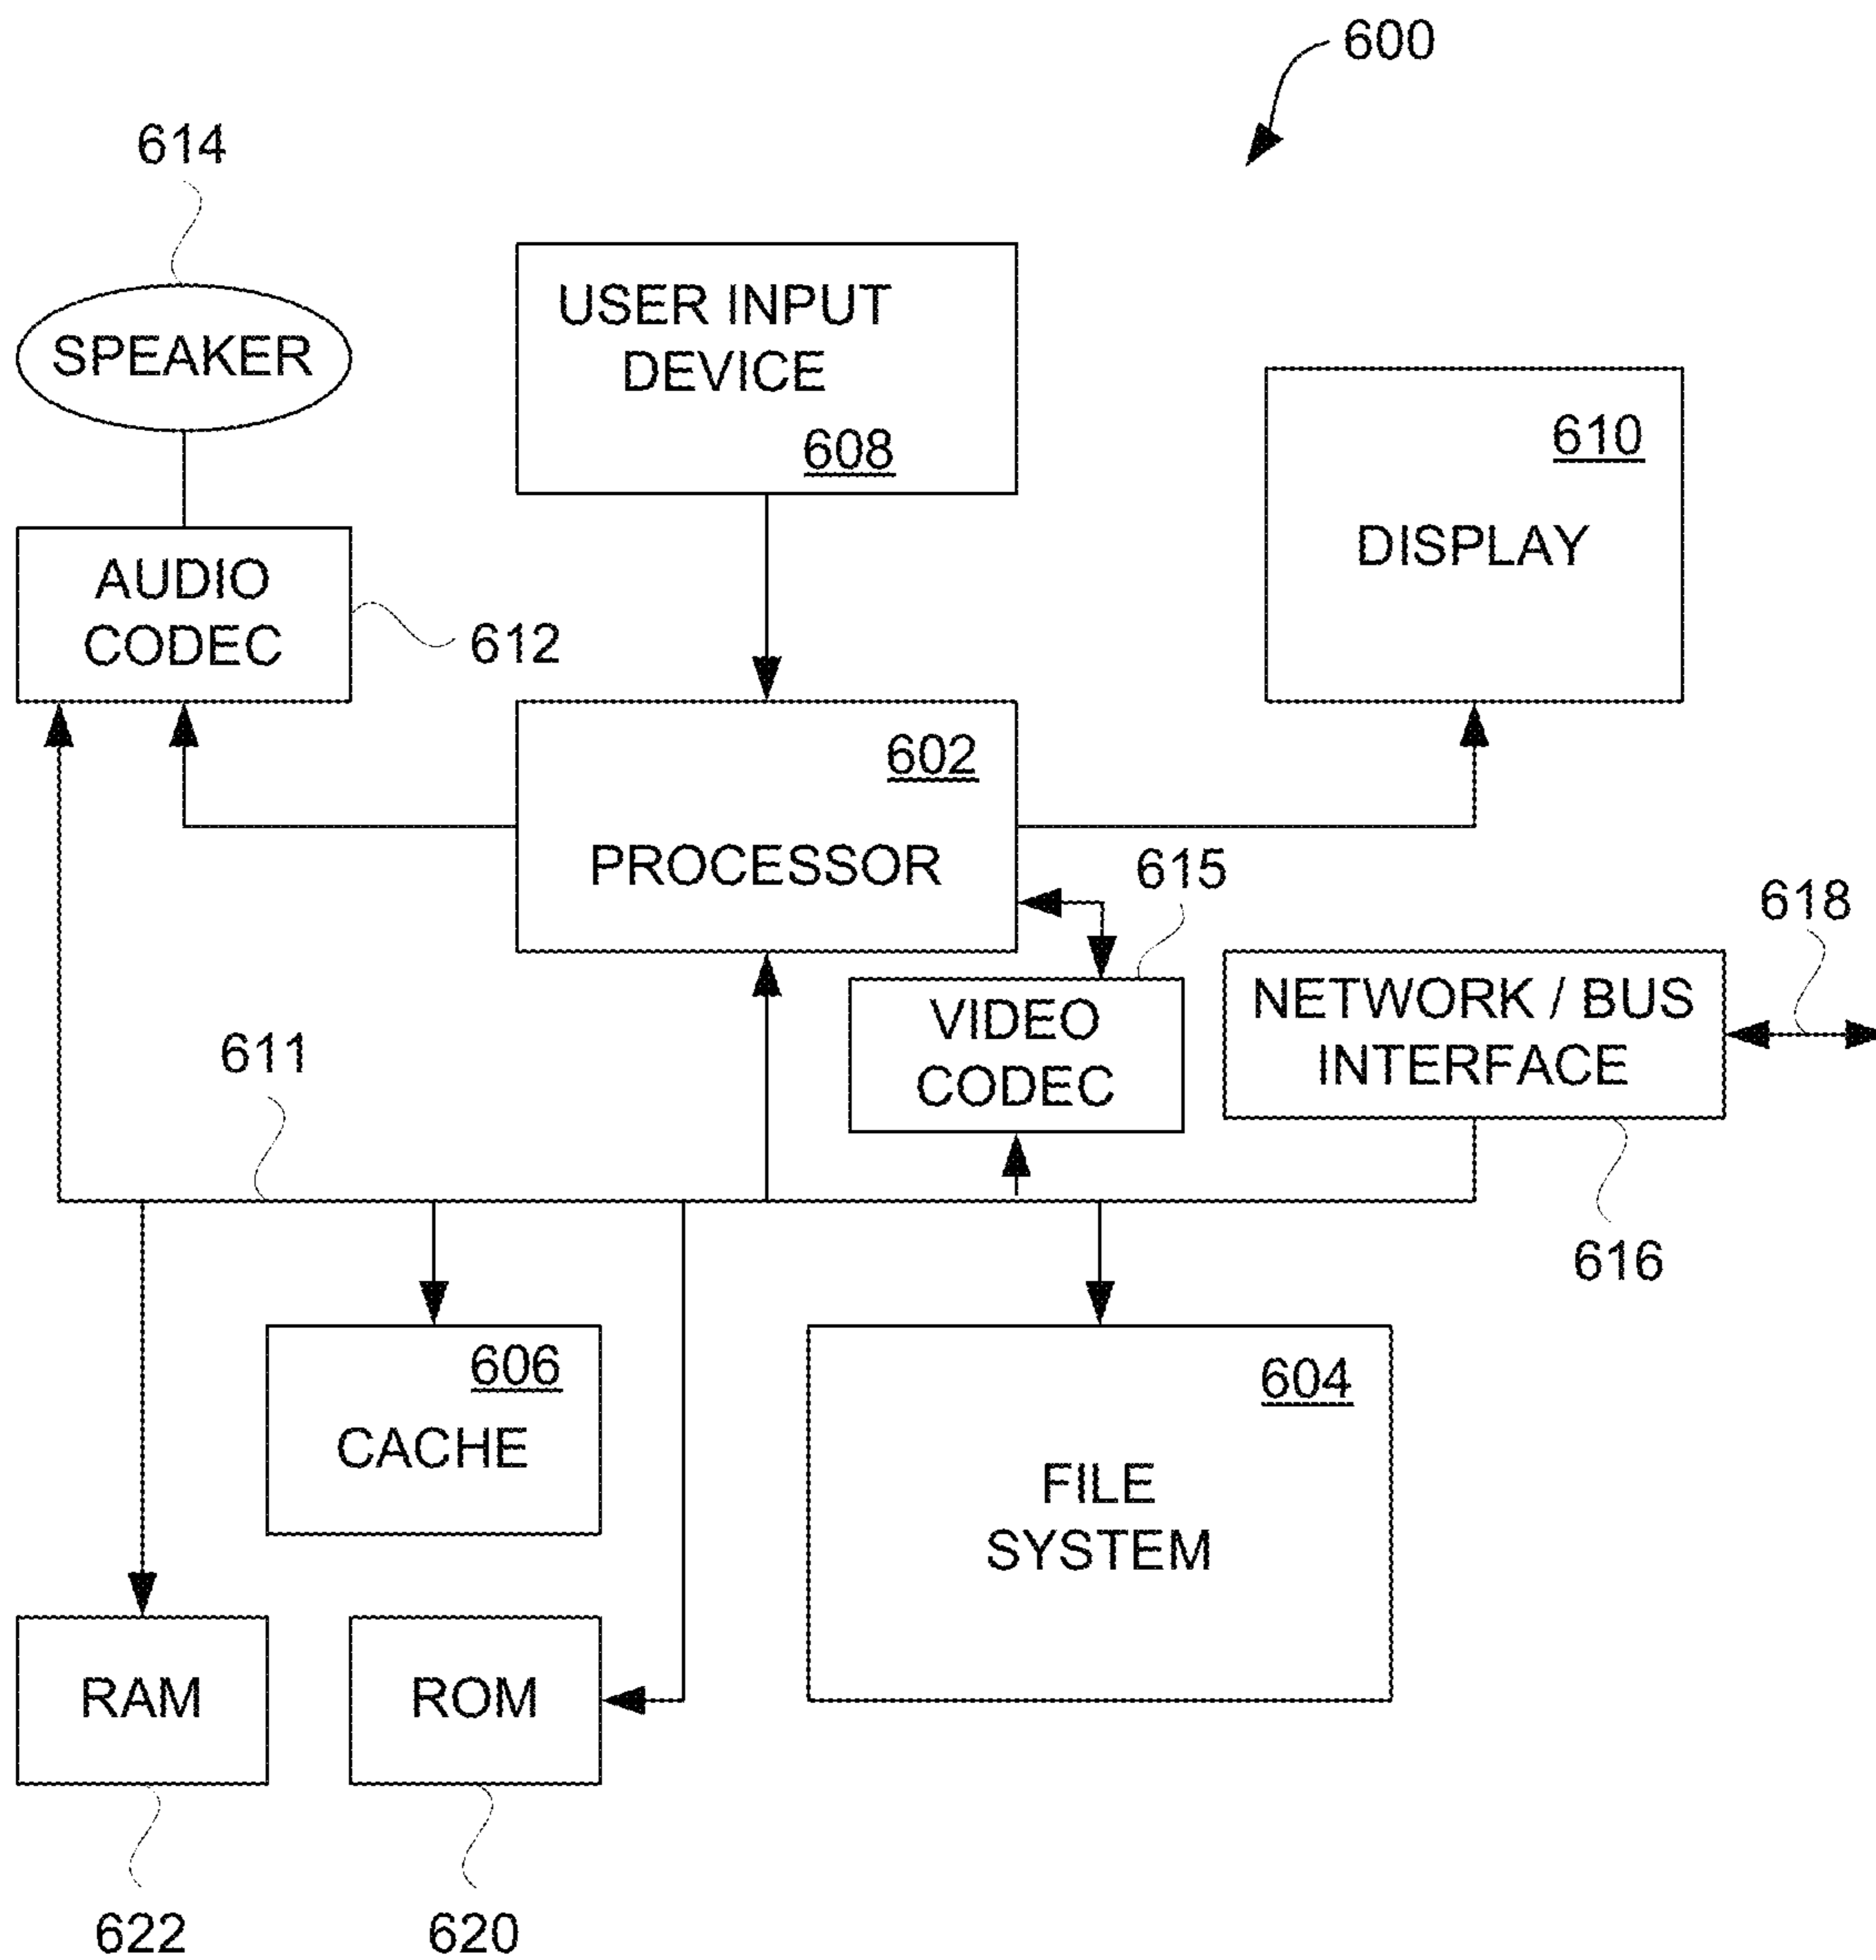 600
614
SPEAKER
USER INPUT
DEVICE
608
610
DISPLAY
AUDIO
CODEC
612
602
PROCESSOR
615
618
VIDEO
CODEC
NETWORK / BUS
INTERFACE
611
616
606
CACHE
604
FILE
SYSTEM
RAM
ROM
622
620